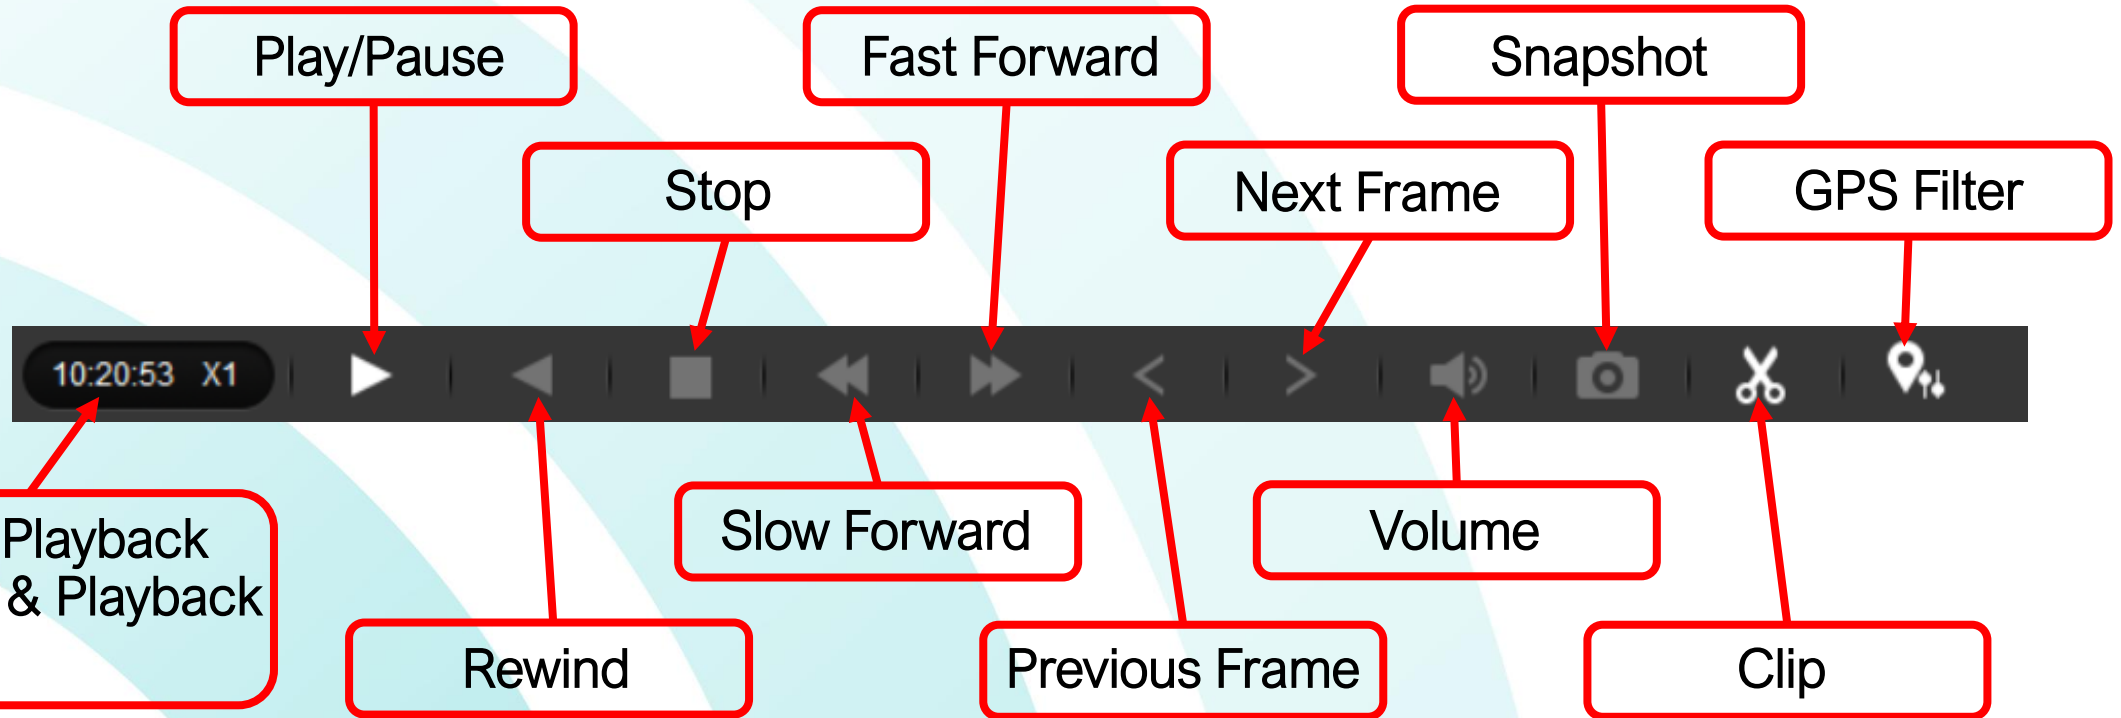 Play/Pause
Fast Forward
Snapshot
Stop
Next Frame
GPS Filter
10:20:53 X1
Playback
& Playback
Slow Forward
Volume
Rewind
Previous Frame
Clip